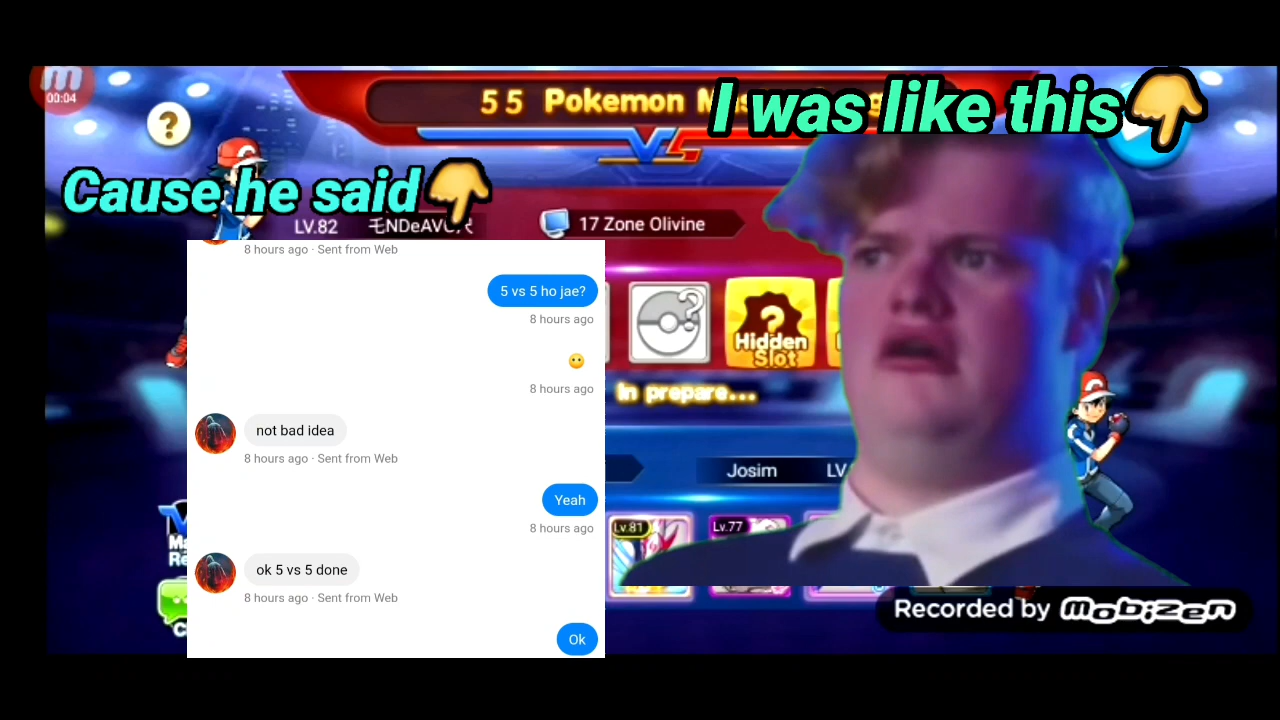 00:04
?
5 5 Pokemon
I was like this
VS
Cause he said
LV.82
17 Zone Olivine
8 hours ago · Sent from Web
5 vs 5 ho jae?
8 hours ago
8 hours ago
?
?
Hidden
Slot
In prepare...
not bad idea
8 hours ago · Sent from Web
Josim LV
Yeah
8 hours ago
Lv.81
Lv.77
ok 5 vs 5 done
8 hours ago · Sent from Web
Recorded by mobizen
Ok